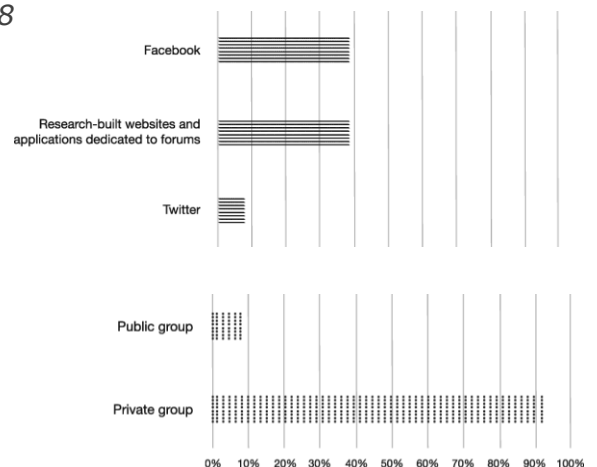 8
Facebook
Research-built websites and
applications dedicated to forums
Twitter
Public group
Private group
0% 10% 20% 30% 40% 50% 60% 70% 80% 90% 100%